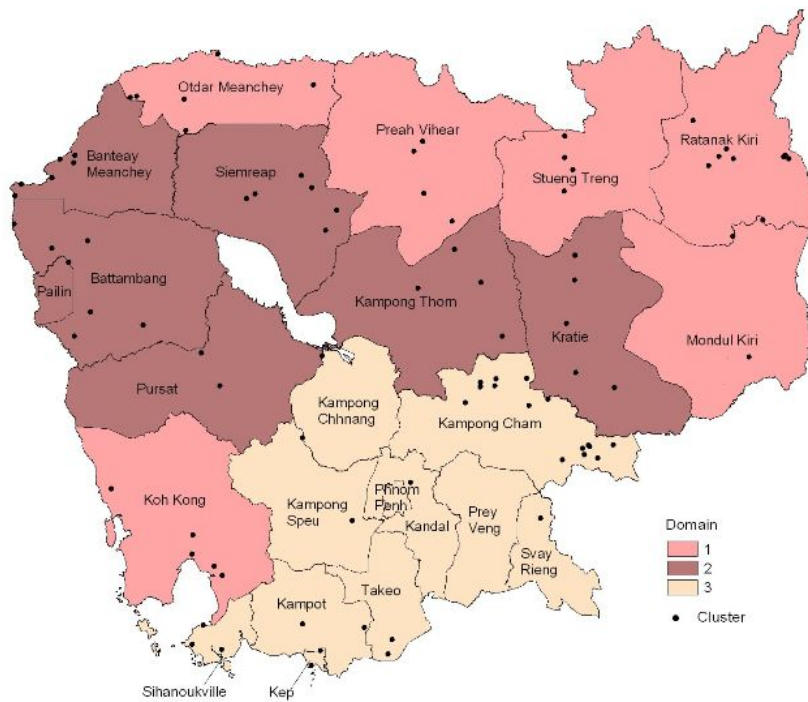 Otdar Meanchey
Preah Vihear
Ratanak Kiri
Banteay
Meanchey
Siemreap
Stueng Treng
Battambang
Pailin
Kampong Thorn
Kratie
Mondul Kiri
Pursat
Kampong
Chhnang
Kampong Cham
Koh Kong
Kampong
Speu
Phnom
Penh
Kandal
Prey
Veng
Svay
Rieng
Takeo
Kampot
Sihanoukville
Kep
Domain
1
2
3
Cluster